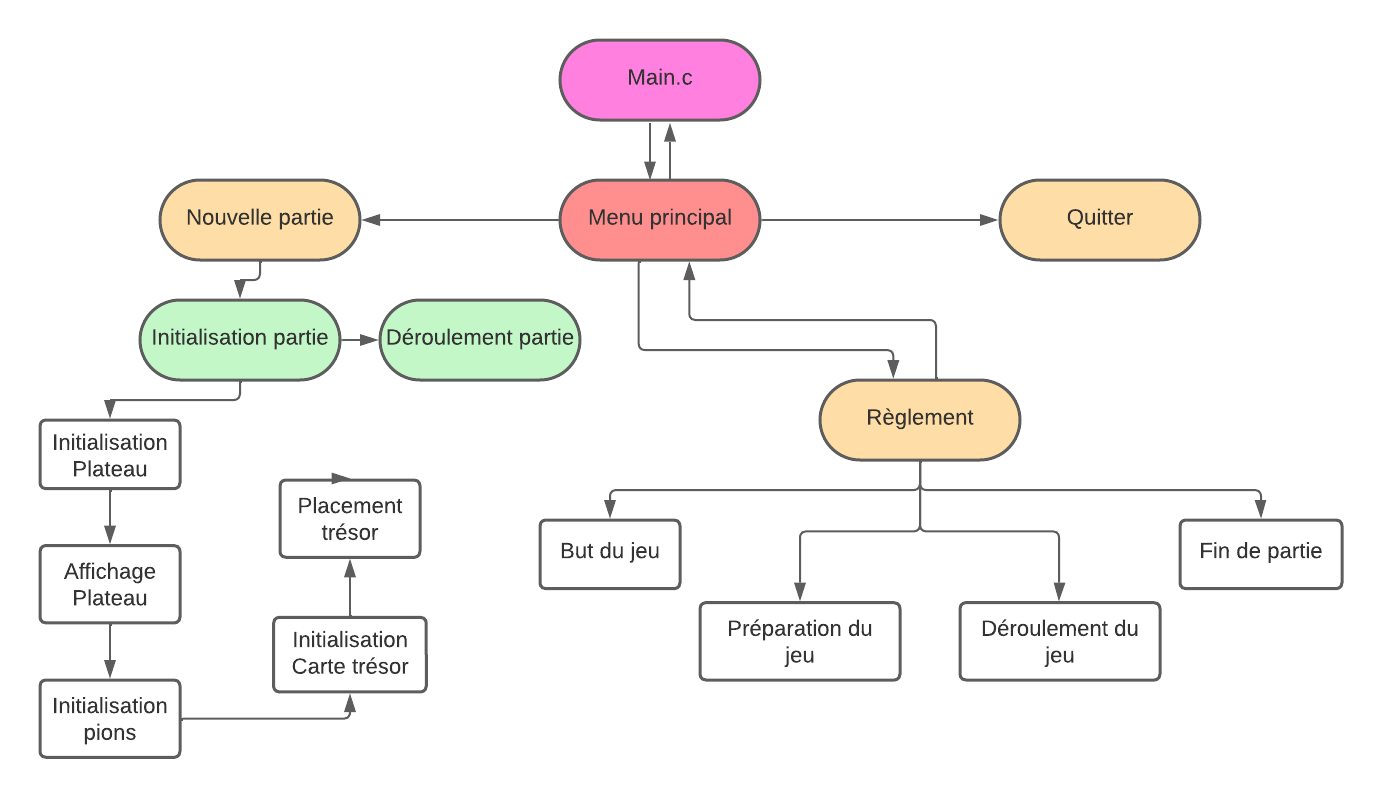 Main.c
Nouvelle partie
Menu principal
Quitter
Initialisation partie
Déroulement partie
Règlement
Initialisation
Plateau
Placement
trésor
But du jeu
Fin de partie
Affichage
Plateau
Initialisation
Carte trésor
Préparation du
jeu
Déroulement du
jeu
Initialisation
pions